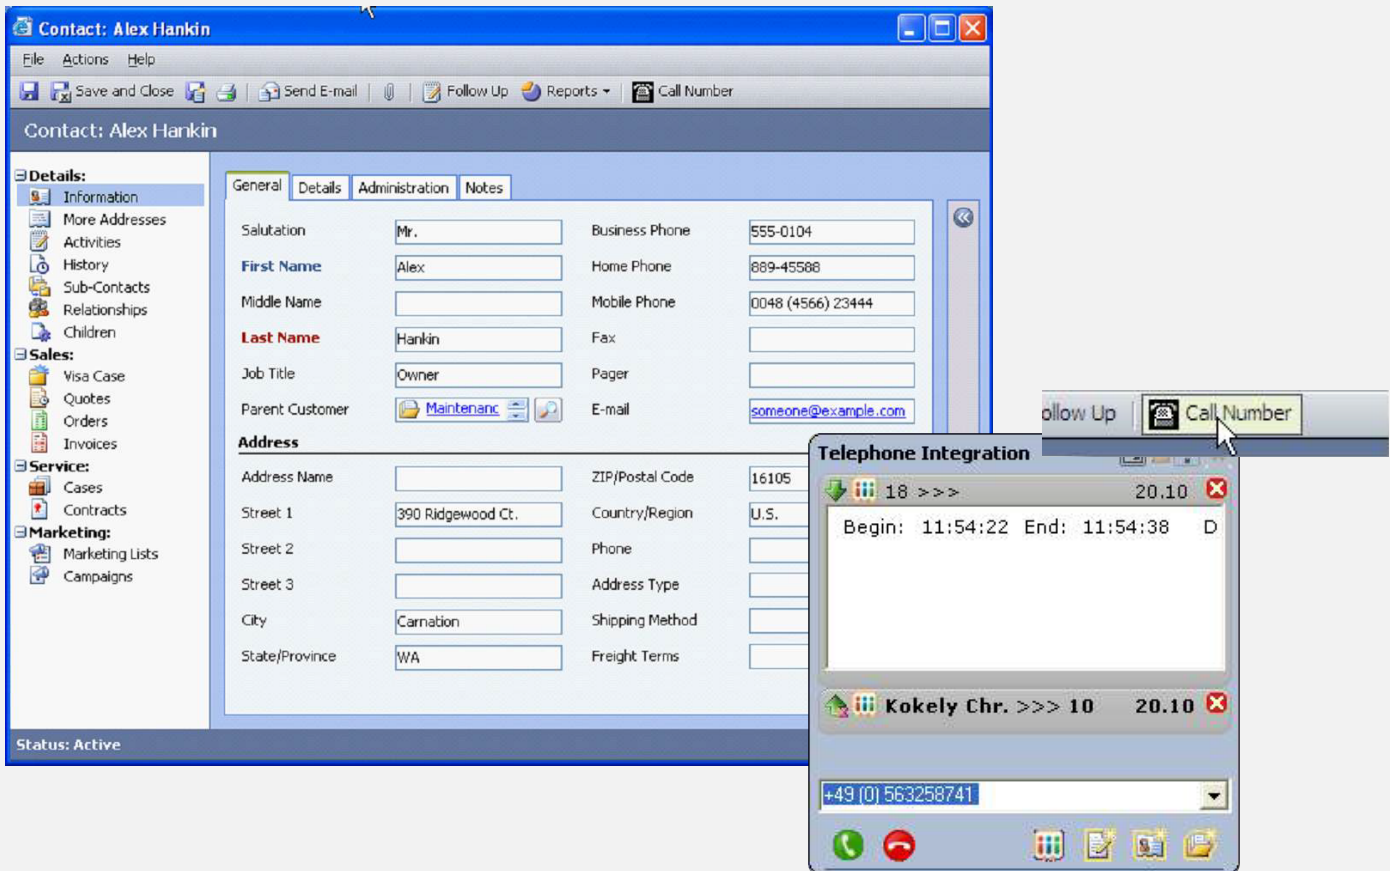 Contact: Alex Hankin
File Actions Help
Save and Close Send E-mail Follow Up Reports Call Number
Contact: Alex Hankin
Details:
Information
More Addresses
Activities
History
Sub-Contacts
Relationships
Children
Sales:
Visa Case
Quotes
Orders
Invoices
Service:
Cases
Contracts
Marketing:
Marketing Lists
Campaigns
General Details Administration Notes
Salutation Mr. Business Phone 555-0104
First Name Alex Home Phone 889-45588
Middle Name Mobile Phone 0048 (4566) 23444
Last Name Hankin Fax
Job Title Owner Pager
Parent Customer Maintenanc E-mail someone@example.com
Address
Address Name ZIP/Postal Code 16105
Street 1 390 Ridgewood Ct. Country/Region U.S.
Street 2 Phone
Street 3 Address Type
City Carnation Shipping Method
State/Province WA Freight Terms
Status: Active
ollow Up Call Number
Telephone Integration
18 >>> 20.10
Begin: 11:54:22 End: 11:54:38 D
Kokely Chr. >>> 10 20.10
+49 (0) 563258741